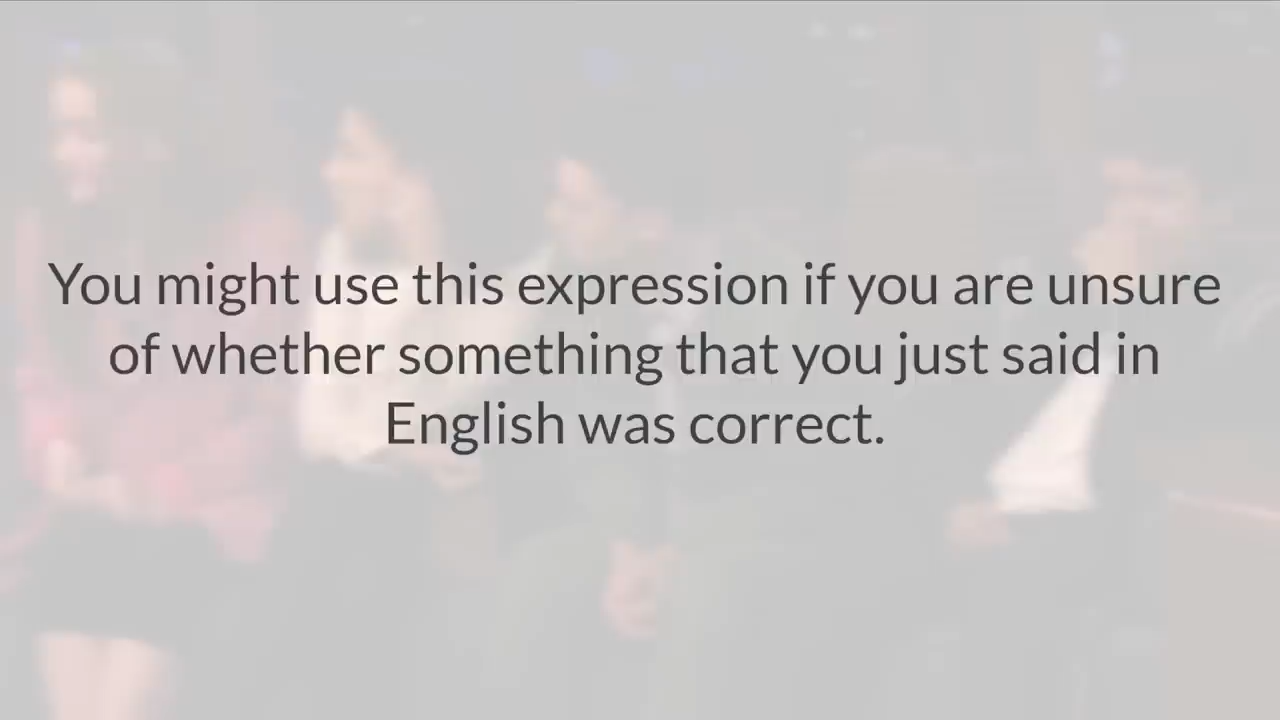 You might use this expression if you are unsure
of whether something that you just said in
English was correct.